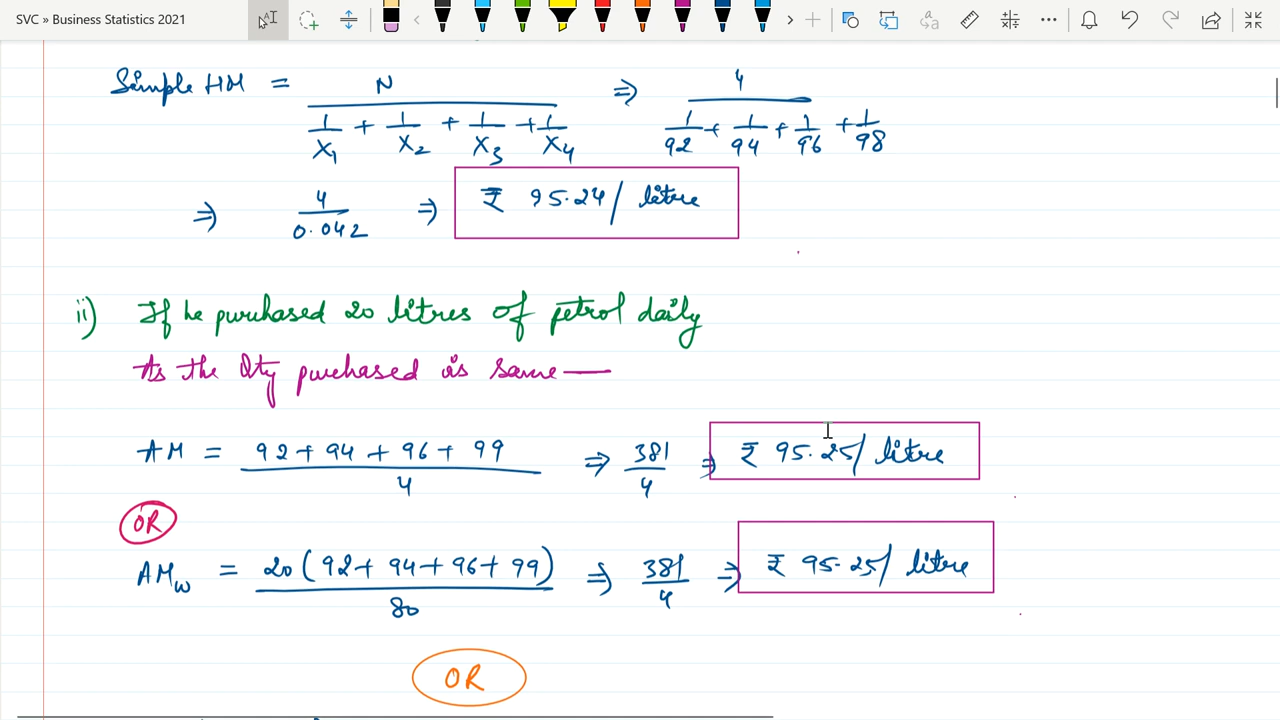 SVC » Business Statistics 2021
Simple HM = N / (1/X₁ + 1/X₂ + 1/X₃ + 1/X₄) ⇒ 4 / (1/92 + 1/94 + 1/96 + 1/98)
⇒ 4/0.042 ⇒ ₹ 95.24/ litre
ii) If he purchased 20 litres of petrol daily
As the Qty purchased is same —
AM = (92 + 94 + 96 + 99) / 4 ⇒ 381/4 ⇒ ₹ 95.25/ litre
OR
AM_w = 20 (92 + 94 + 96 + 99) / 80 ⇒ 381/4 ⇒ ₹ 95.25/ litre
OR